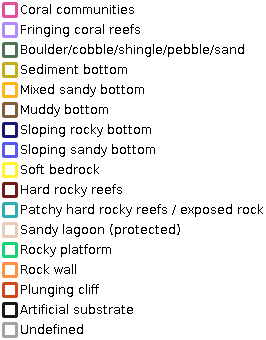 Coral communities
Fringing coral reefs
Boulder/cobble/shingle/pebble/sand
Sediment bottom
Mixed sandy bottom
Muddy bottom
Sloping rocky bottom
Sloping sandy bottom
Soft bedrock
Hard rocky reefs
Patchy hard rocky reefs / exposed rock
Sandy lagoon (protected)
Rocky platform
Rock wall
Plunging cliff
Artificial substrate
Undefined